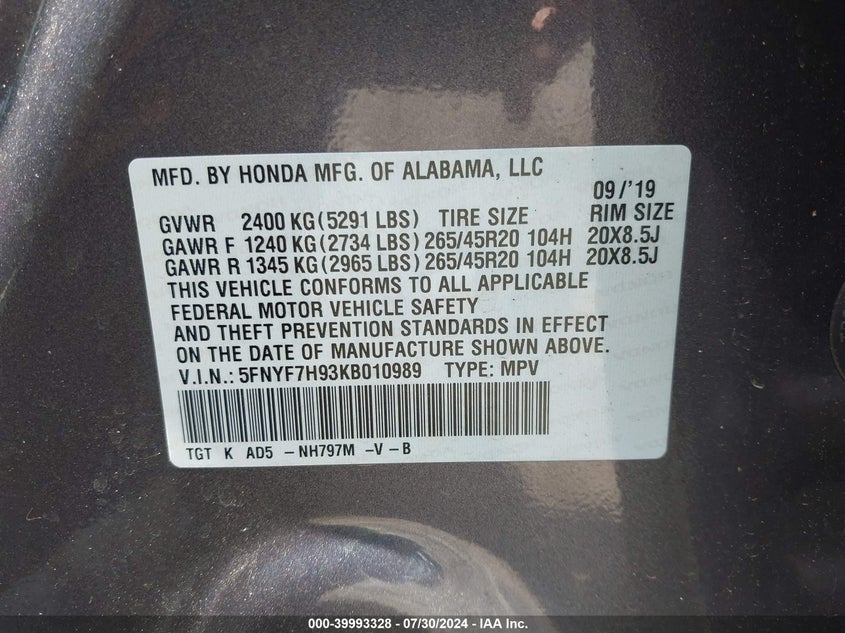 MFD. BY HONDA MFG. OF ALABAMA, LLC
09/'19
GVWR 2400 KG(5291 LBS) TIRE SIZE RIM SIZE
GAWR F 1240 KG(2734 LBS) 265/45R20 104H 20X8.5J
GAWR R 1345 KG(2965 LBS) 265/45R20 104H 20X8.5J
THIS VEHICLE CONFORMS TO ALL APPLICABLE
FEDERAL MOTOR VEHICLE SAFETY
AND THEFT PREVENTION STANDARDS IN EFFECT
ON THE DATE OF MANUFACTURE SHOWN ABOVE.
V.I.N.: 5FNYF7H93KB010989 TYPE: MPV
TGT K AD5 -NH797M -V-B
000-39993328 - 07/30/2024 - IAA Inc.